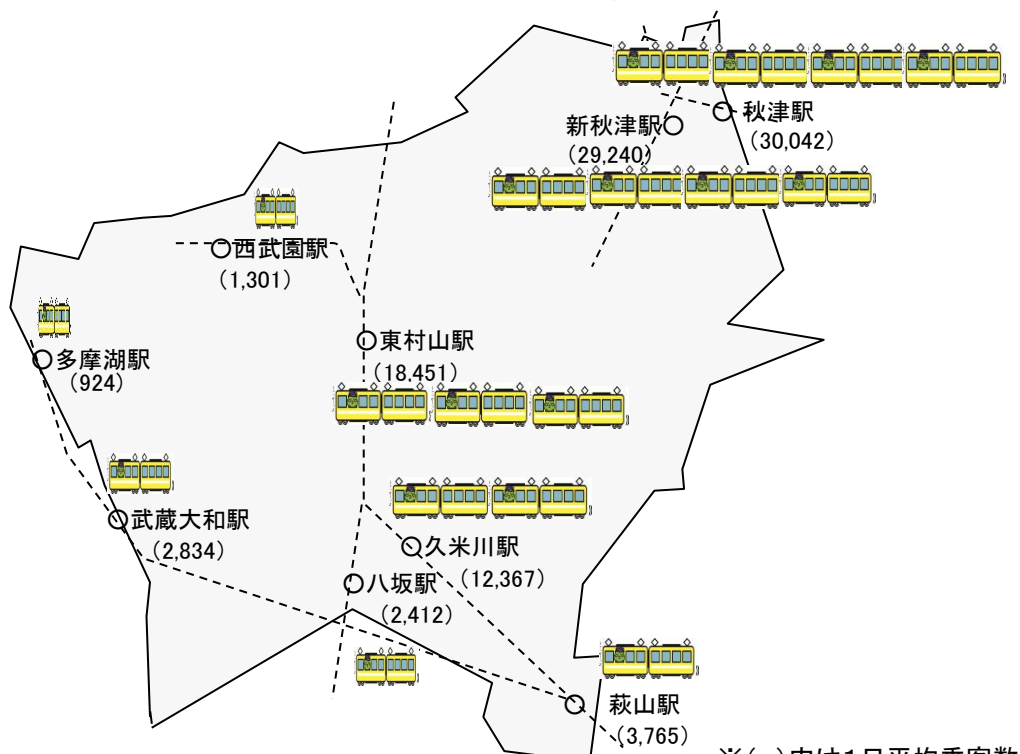 秋津駅
(30,042)
新秋津駅
(29,240)
西武園駅
(1,301)
東村山駅
(18,451)
多摩湖駅
(924)
武蔵大和駅
(2,834)
久米川駅
(12,367)
八坂駅
(2,412)
萩山駅
(3,765)